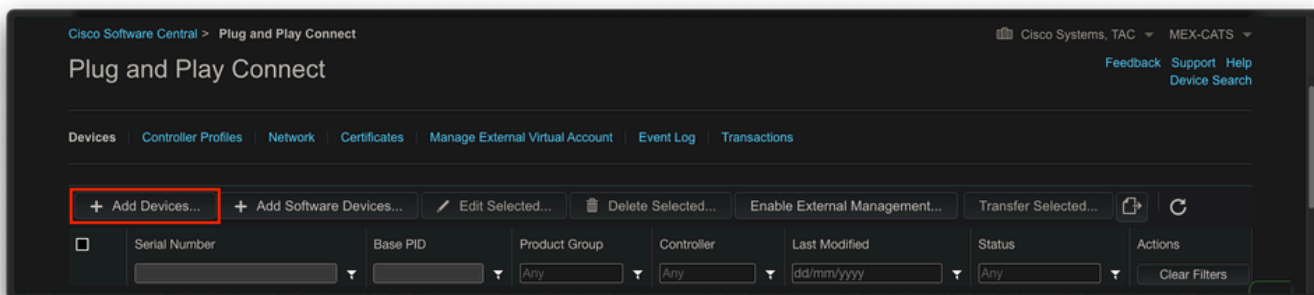 Cisco Software Central > Plug and Play Connect
Cisco Systems, TAC MEX-CATS
Plug and Play Connect
Feedback Support Help
Device Search
Devices Controller Profiles Network Certificates Manage External Virtual Account Event Log Transactions
+ Add Devices... + Add Software Devices... Edit Selected... Delete Selected... Enable External Management... Transfer Selected...
Serial Number Base PID Product Group Controller Last Modified Status Actions
Any Any dd/mm/yyyy Any Clear Filters